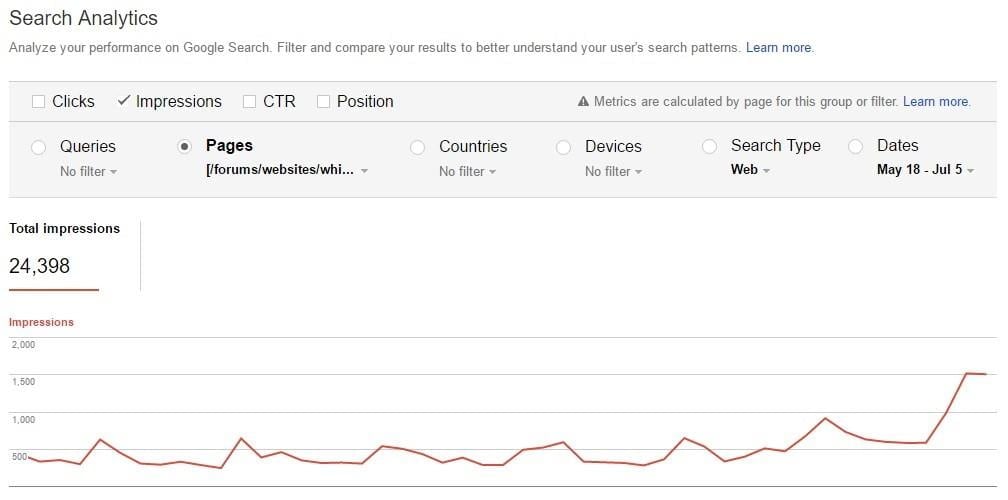 Search Analytics
Analyze your performance on Google Search. Filter and compare your results to better understand your user's search patterns. Learn more.
Clicks Impressions CTR Position Metrics are calculated by page for this group or filter. Learn more.
Queries Pages Countries Devices Search Type Dates
No filter [/forums/websites/whi... No filter No filter Web May 18 - Jul 5
Total impressions
24,398
Impressions
2,000
1,500
1,000
500